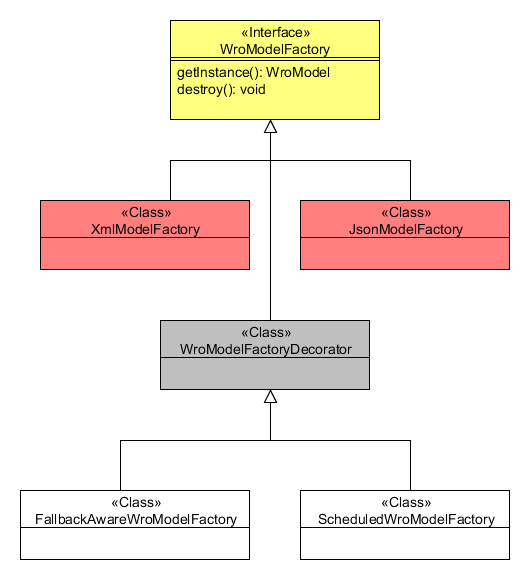 «Interface»
WroModelFactory
getInstance(): WroModel
destroy(): void
«Class»
XmlModelFactory
«Class»
JsonModelFactory
«Class»
WroModelFactoryDecorator
«Class»
FallbackAwareWroModelFactory
«Class»
ScheduledWroModelFactory